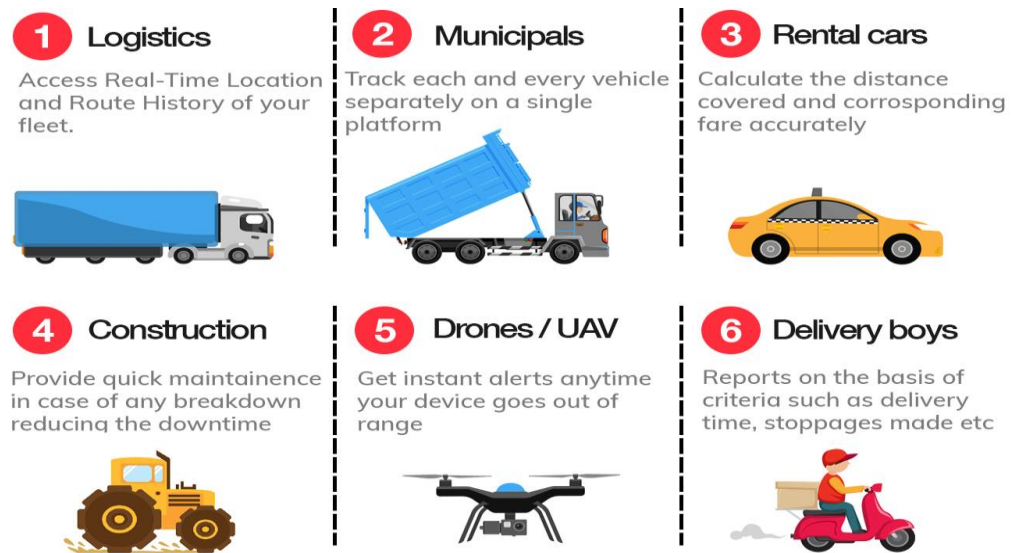 1 Logistics
Access Real-Time Location
and Route History of your
fleet.
2 Municipals
Track each and every vehicle
separately on a single
platform
3 Rental cars
Calculate the distance
covered and corrosponding
fare accurately
4 Construction
Provide quick maintainence
in case of any breakdown
reducing the downtime
5 Drones / UAV
Get instant alerts anytime
your device goes out of
range
6 Delivery boys
Reports on the basis of
criteria such as delivery
time, stoppages made etc